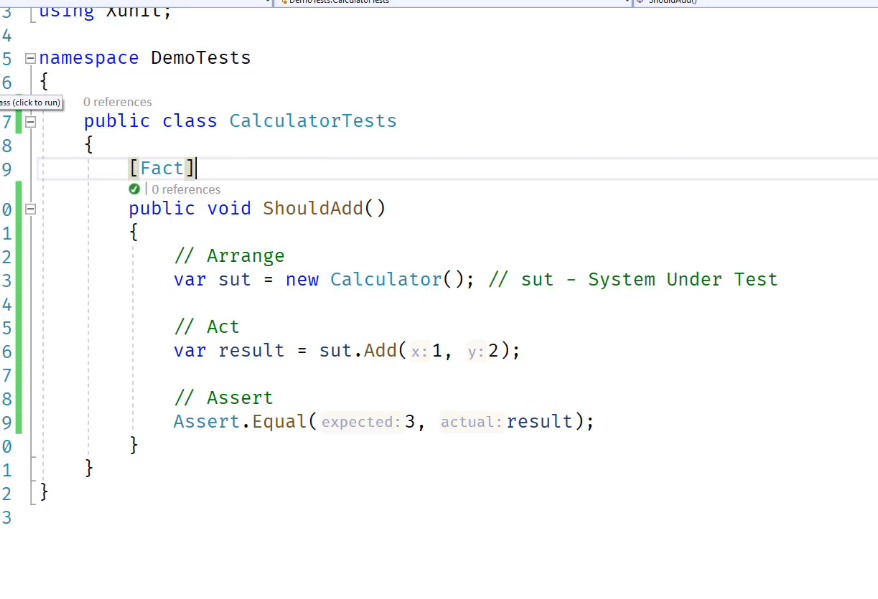 DemoTests.CalculatorTests ShouldAdd()
3 using Xunit;
4
5 namespace DemoTests
6 {
ass (click to run) 0 references
7 public class CalculatorTests
8 {
9 [Fact]
0 references
0 public void ShouldAdd()
1 {
2 // Arrange
3 var sut = new Calculator(); // sut - System Under Test
4
5 // Act
6 var result = sut.Add(x:1, y:2);
7
8 // Assert
9 Assert.Equal(expected:3, actual:result);
0 }
1 }
2 }
3